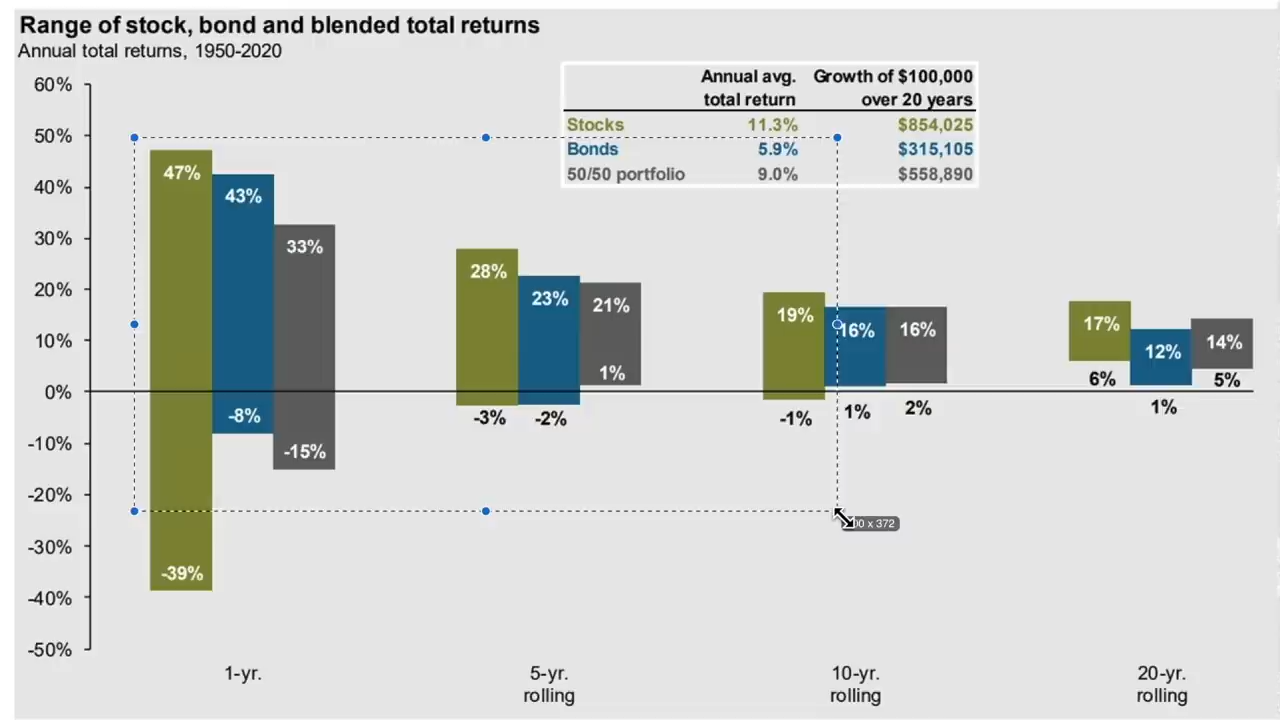 Range of stock, bond and blended total returns
Annual total returns, 1950-2020
Annual avg. Growth of $100,000
total return over 20 years
Stocks 11.3% $854,025
Bonds 5.9% $315,105
50/50 portfolio 9.0% $558,890
60%
50%
40%
30%
20%
10%
0%
-10%
-20%
-30%
-40%
-50%
47%
43%
33%
-8%
-15%
-39%
28%
23%
21%
1%
-3%
-2%
19%
16%
16%
-1%
1%
2%
17%
12%
14%
6%
1%
5%
x 372
1-yr.
5-yr.
rolling
10-yr.
rolling
20-yr.
rolling